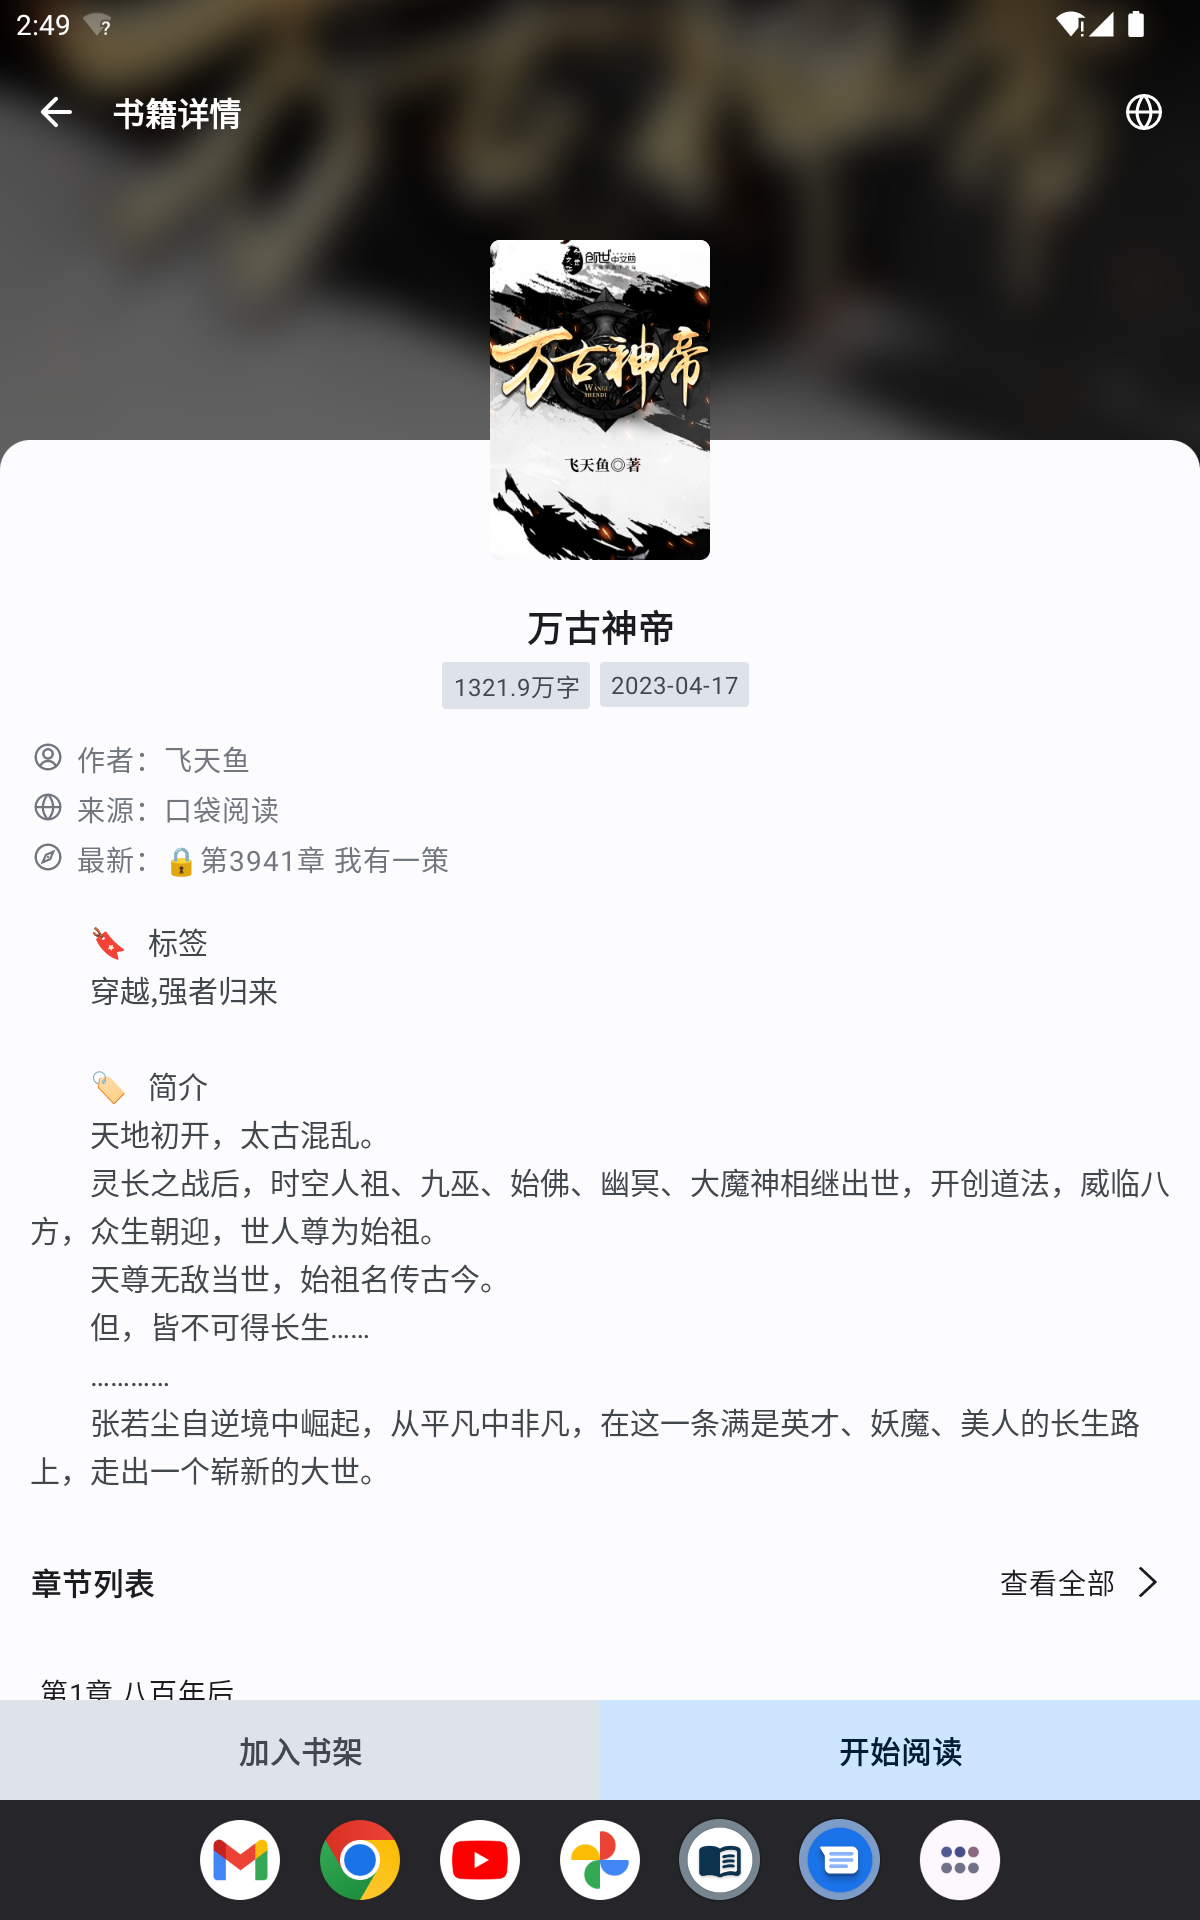 2:49
书籍详情
创世中文网
万古神帝
WANGU
SHENDI
飞天鱼◎著
万古神帝
1321.9万字
2023-04-17
作者：飞天鱼
来源：口袋阅读
最新：🔒第3941章 我有一策
🔖 标签
穿越,强者归来
🏷️ 简介
天地初开，太古混乱。
灵长之战后，时空人祖、九巫、始佛、幽冥、大魔神相继出世，开创道法，威临八
方，众生朝迎，世人尊为始祖。
天尊无敌当世，始祖名传古今。
但，皆不可得长生……
…………
张若尘自逆境中崛起，从平凡中非凡，在这一条满是英才、妖魔、美人的长生路
上，走出一个崭新的大世。
章节列表
查看全部
第1章 八百年后
加入书架
开始阅读